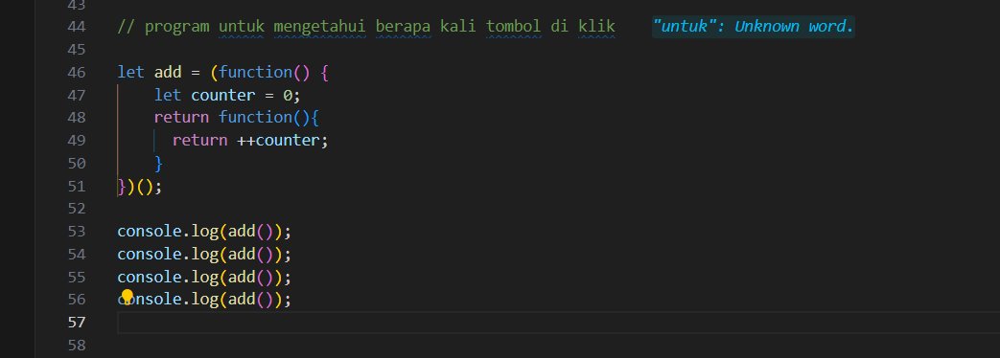 43
44 // program untuk mengetahui berapa kali tombol di klik "untuk": Unknown word.
45
46 let add = (function() {
47 let counter = 0;
48 return function(){
49 return ++counter;
50 }
51 })();
52
53 console.log(add());
54 console.log(add());
55 console.log(add());
56 console.log(add());
57
58